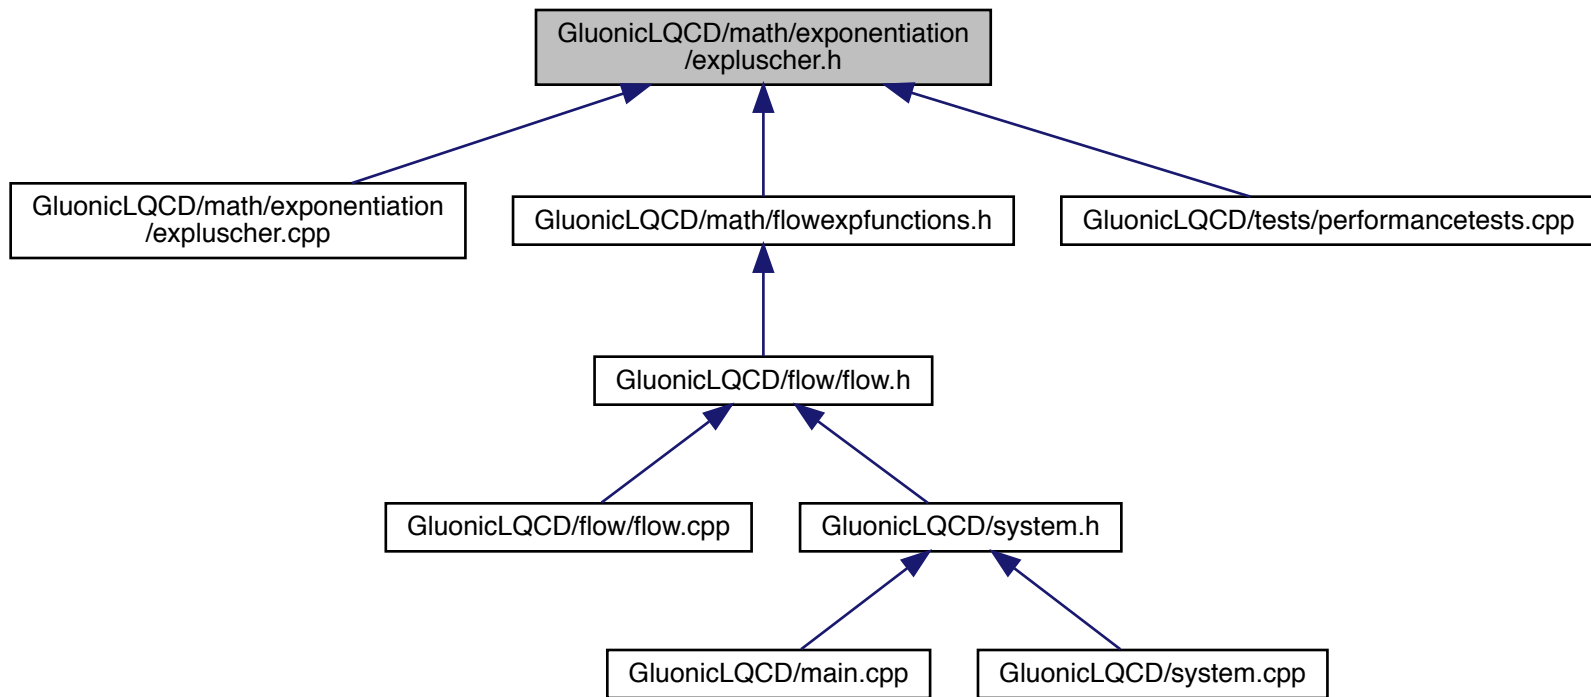 GluonicLQCD/math/exponentiation
/expluscher.h
GluonicLQCD/math/exponentiation
/expluscher.cpp
GluonicLQCD/math/flowexpfunctions.h
GluonicLQCD/tests/performancetests.cpp
GluonicLQCD/flow/flow.h
GluonicLQCD/flow/flow.cpp
GluonicLQCD/system.h
GluonicLQCD/main.cpp
GluonicLQCD/system.cpp